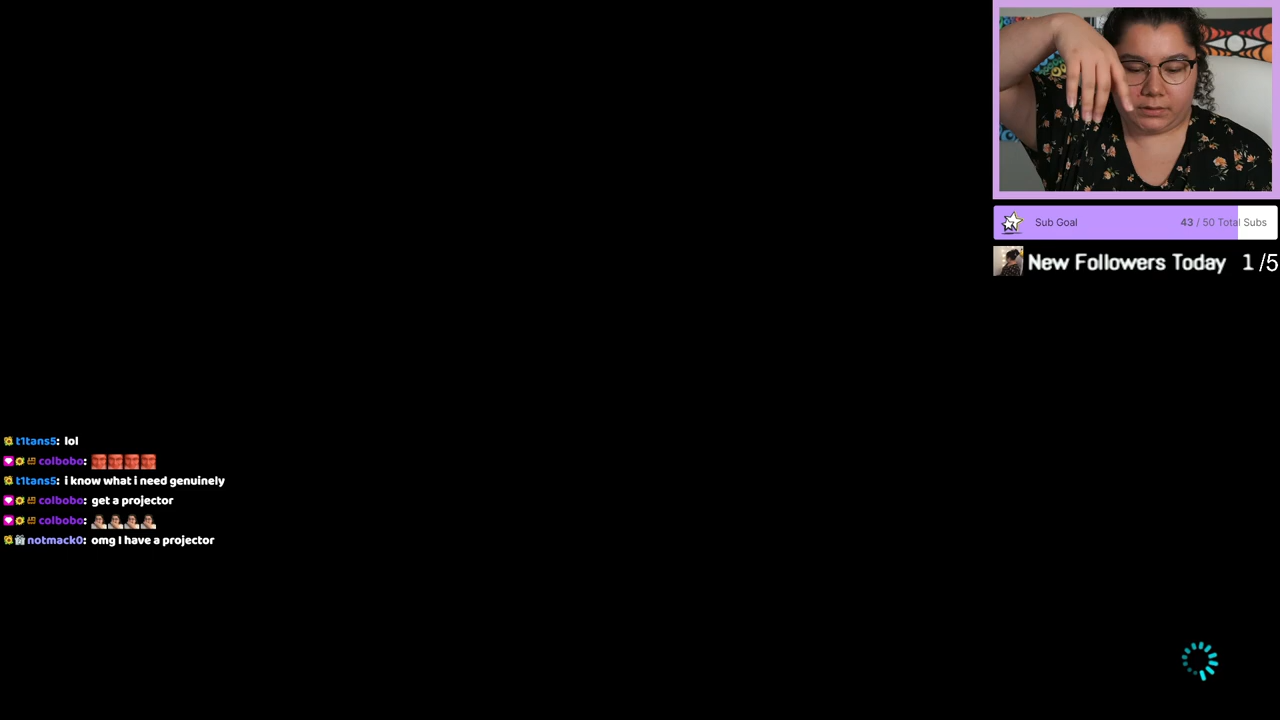 Sub Goal 43 / 50 Total Subs
New Followers Today 1 /5
t1tans5: lol
colbobo:
t1tans5: i know what i need genuinely
colbobo: get a projector
colbobo:
notmack0: omg I have a projector